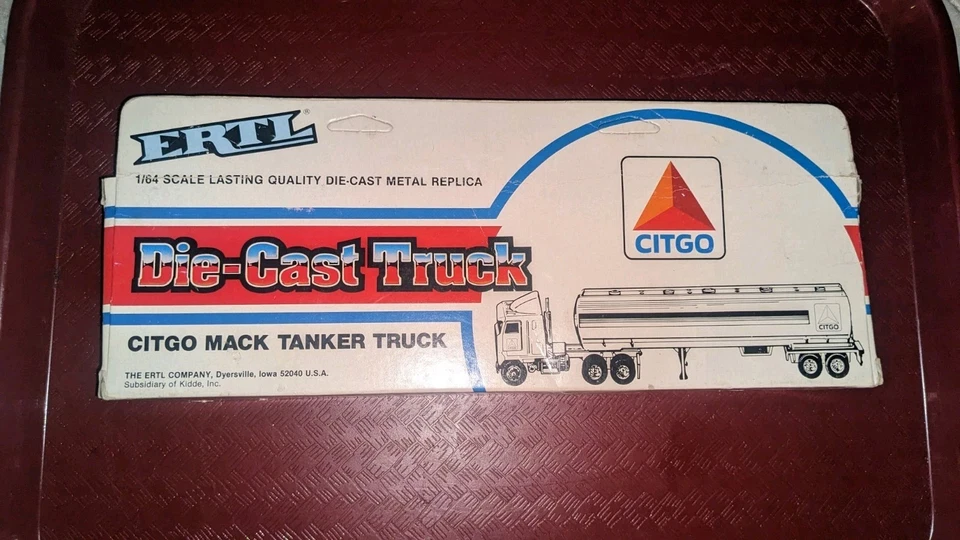 ERTL®
1/64 SCALE LASTING QUALITY DIE-CAST METAL REPLICA
CITGO
Die-Cast Truck
CITGO
CITGO MACK TANKER TRUCK
THE ERTL COMPANY, Dyersville, Iowa 52040 U.S.A.
Subsidiary of Kidde, Inc.